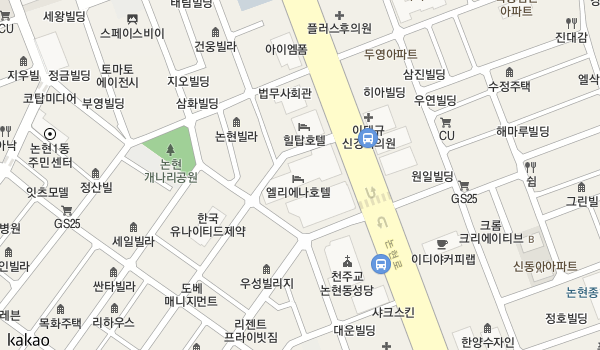 CU
세왕빌딩
태림빌딩
스페이스비이
건웅빌라
플러스후의원
아이엠폼
두영아파트
아파트
진대감
지우빌
정금빌딩
토마토
에이전시
지오빌딩
삼진빌딩
수정주택
엘삭
코탑미디어
부영빌딩
삼화빌딩
법무사회관
히아빌딩
우연빌딩
논현빌라
힐탑호텔
신경외의원
CU
해마루빌딩
아낙
논현1동
주민센터
논현
개나리공원
정산빌
잇츠모텔
GS25
엘리에나호텔
원일빌딩
GS25
쉼
그린빌
병원
한국
유나이티드제약
세일빌라
논현로
크롬
크리에이티브
B
인빌라
싼타빌라
도베
매니지먼트
우성빌리지
천주교
논현동성당
이디야커피랩
신동아아파트
논현종
레븐
목화주택
리하우스
리젠트
프라이빗짐
대운빌딩
샤크스킨
한양수자인
정호빌딩
kakao